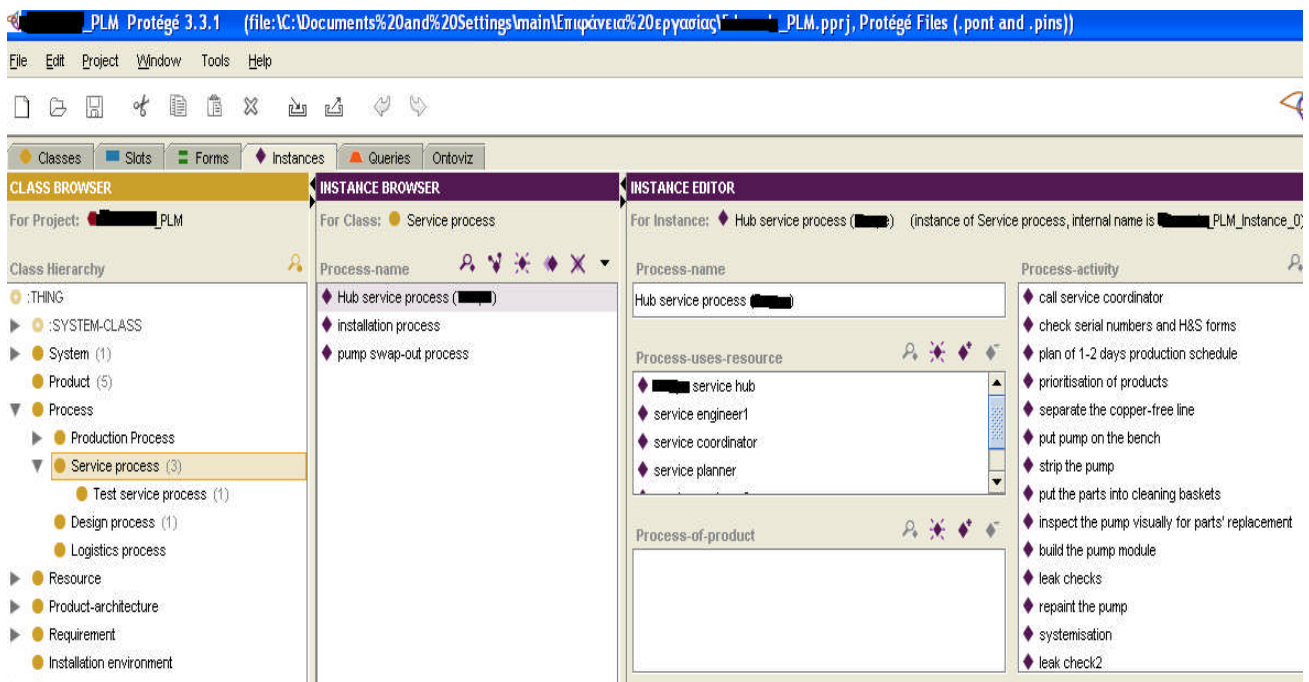 _PLM Protégé 3.3.1 (file:\C:\Documents%20and%20Settings\main\Επιφάνεια%20εργασίας\ _PLM.pprj, Protégé Files (.pont and .pins))
File Edit Project Window Tools Help
Classes Slots Forms Instances Queries Ontoviz
CLASS BROWSER
For Project: _PLM
Class Hierarchy
:THING
:SYSTEM-CLASS
System (1)
Product (5)
Process
Production Process
Service process (3)
Test service process (1)
Design process (1)
Logistics process
Resource
Product-architecture
Requirement
Installation environment
INSTANCE BROWSER
For Class: Service process
Process-name
Hub service process ( )
installation process
pump swap-out process
INSTANCE EDITOR
For Instance: Hub service process ( ) (instance of Service process, internal name is _PLM_Instance_0)
Process-name
Hub service process ( )
Process-uses-resource
service hub
service engineer1
service coordinator
service planner
Process-of-product
Process-activity
call service coordinator
check serial numbers and H&S forms
plan of 1-2 days production schedule
prioritisation of products
separate the copper-free line
put pump on the bench
strip the pump
put the parts into cleaning baskets
inspect the pump visually for parts' replacement
build the pump module
leak checks
repaint the pump
systemisation
leak check2